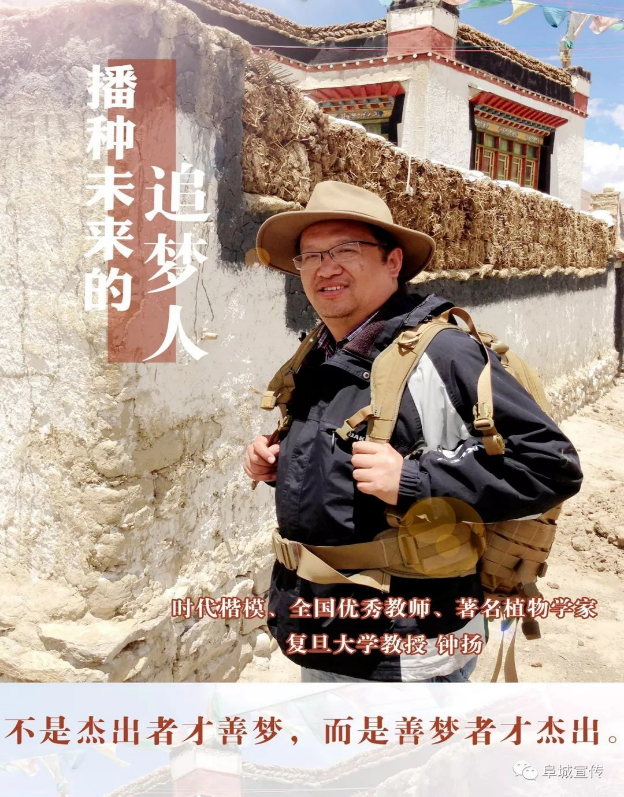 播种未来的
追梦人
时代楷模、全国优秀教师、著名植物学家
复旦大学教授 钟扬
不是杰出者才善梦，而是善梦者才杰出。
阜城宣传